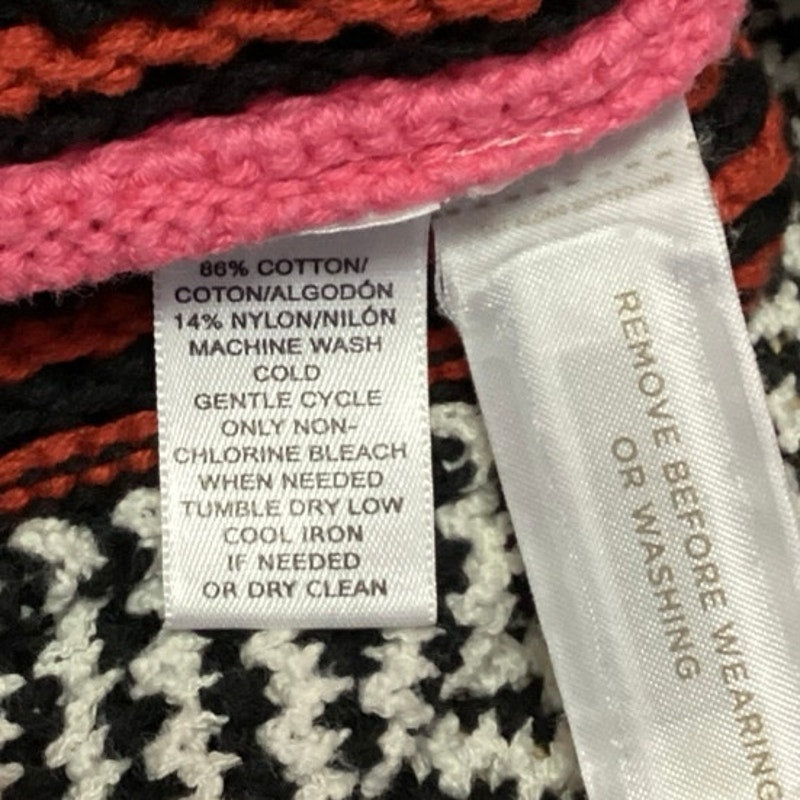 86% COTTON/
COTON/ALGODÓN
14% NYLON/NILÓN
MACHINE WASH
COLD
GENTLE CYCLE
ONLY NON-
CHLORINE BLEACH
WHEN NEEDED
TUMBLE DRY LOW
COOL IRON
IF NEEDED
OR DRY CLEAN
REMOVE BEFORE WEARING
OR WASHING